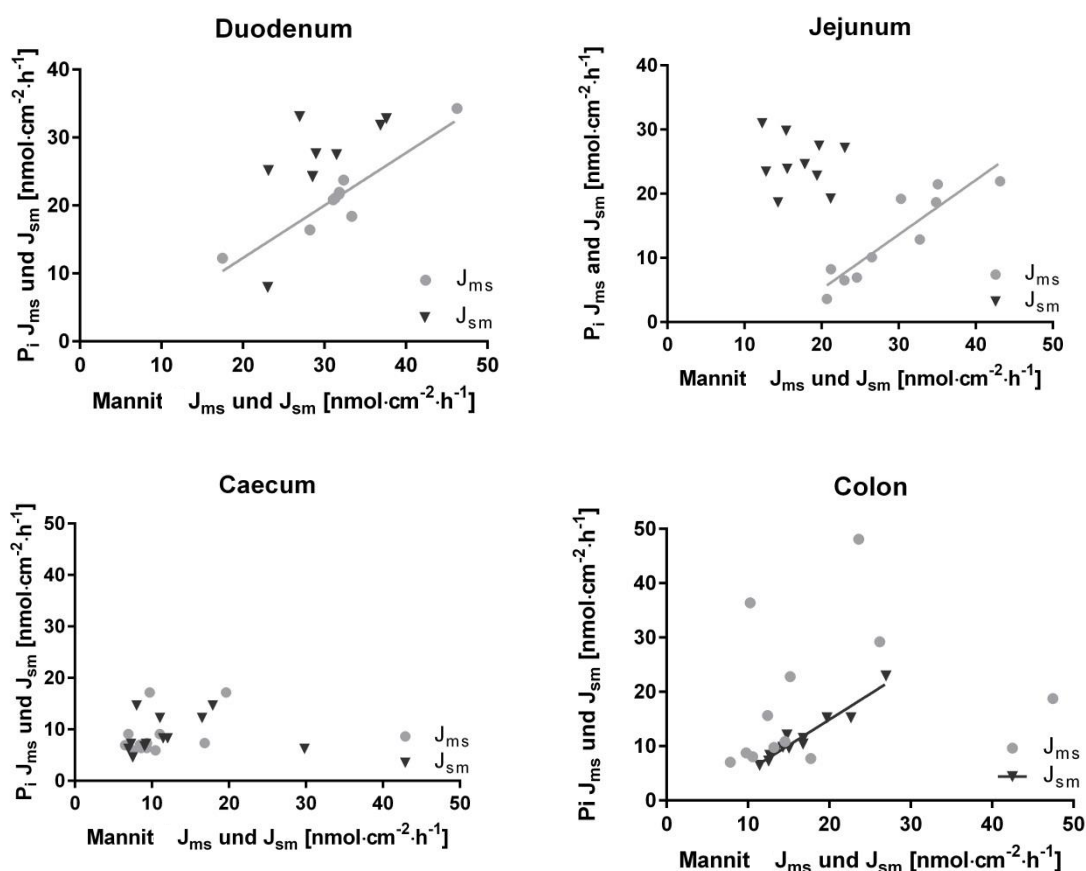 Duodenum
Pᵢ Jₘₛ und Jₛₘ [nmol·cm⁻²·h⁻¹]
40
30
20
10
0
0 10 20 30 40 50
Jₘₛ
Jₛₘ
Mannit Jₘₛ und Jₛₘ [nmol·cm⁻²·h⁻¹]
Jejunum
Pᵢ Jₘₛ and Jₛₘ [nmol·cm⁻²·h⁻¹]
40
30
20
10
0
0 10 20 30 40 50
Jₘₛ
Jₛₘ
Mannit Jₘₛ und Jₛₘ [nmol·cm⁻²·h⁻¹]
Caecum
Pᵢ Jₘₛ und Jₛₘ [nmol·cm⁻²·h⁻¹]
50
40
30
20
10
0
0 10 20 30 40 50
Jₘₛ
Jₛₘ
Mannit Jₘₛ und Jₛₘ [nmol·cm⁻²·h⁻¹]
Colon
Pi Jₘₛ und Jₛₘ [nmol·cm⁻²·h⁻¹]
50
40
30
20
10
0
0 10 20 30 40 50
Jₘₛ
Jₛₘ
Mannit Jₘₛ und Jₛₘ [nmol·cm⁻²·h⁻¹]